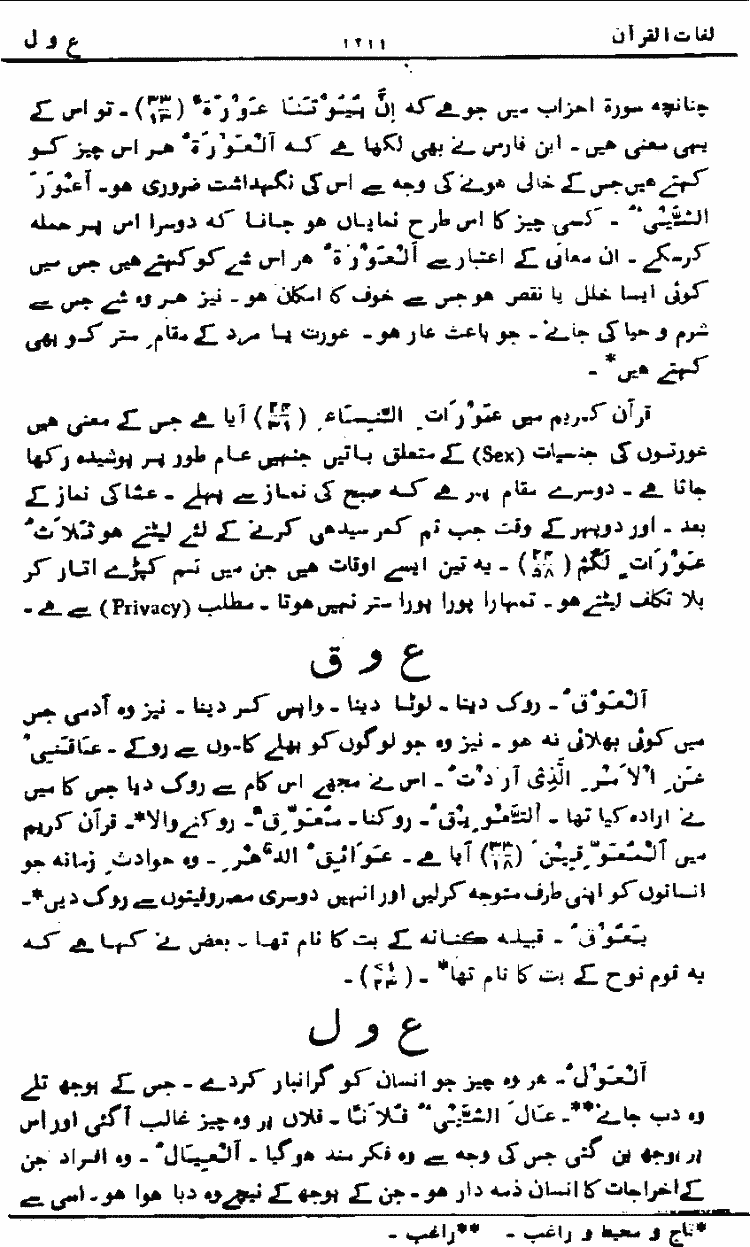 لغات القرآن ۱۲۱۱ ع و ل
چنانچہ سورۃ احزاب میں جو ہے کہ إِنَّ بُيُوْتَنَا عَوْرَةٌ (۳۳/۱۳) ۔ تو اس کے
یہی معنی ہیں ۔ ابن فارس نے بھی لکھا ہے کہ اَلْعَوْرَةُ ہر اس چیز کو
کہتے ہیں جس کے خالی ہونے کی وجہ سے اس کی نگہداشت ضروری ہو۔ اَعْوَرَ
الشَّيْئُ ۔ کسی چیز کا اس طرح نمایاں ہو جانا کہ دوسرا اس پر حملہ
کرسکے ۔ ان معانی کے اعتبار سے اَلْعَوْرَةُ ہر اس شے کو کہتے ہیں جس میں
کوئی ایسا خلل یا نقص ہو جس سے خوف کا امکان ہو ۔ نیز ہر وہ شے جس سے
شرم و حیا کی جائے ۔ جو باعث عار ہو ۔ عورت یا مرد کے مقامِ ستر کو بھی
کہتے ہیں* ۔
قرآن کریم میں عَوْرَاتِ النِّسَاءِ (۲۴/۳۱) آیا ہے جس کے معنی ہیں
عورتوں کی جنسیات (Sex) کے متعلق باتیں جنہیں عام طور پر پوشیدہ رکھا
جاتا ہے ۔ دوسرے مقام پر ہے کہ صبح کی نماز سے پہلے ۔ عشا کی نماز کے
بعد ۔ اور دوپہر کے وقت جب تم کمر سیدھی کرنے کے لئے لیٹتے ہو ثَلَاثُ
عَوْرَاتٍ لَّكُمْ (۲۴/۵۸) ۔ یہ تین ایسے اوقات ہیں جن میں تم کپڑے اتار کر
بلا تکلف لیٹتے ہو ۔ تمہارا پورا پورا ستر نہیں ہوتا ۔ مطلب (Privacy) سے ہے ۔
ع و ق
اَلْعَوْقُ ۔ روک دینا ۔ لوٹا دینا ۔ واپس کر دینا ۔ نیز وہ آدمی جس
میں کوئی بھلائی نہ ہو ۔ نیز وہ جو لوگوں کو بھلے کاموں سے روکے ۔ عَاقَنِيْ
عَنِ الْاَمْرِ الَّذِيْ اَرَدْتُ ۔ اس نے مجھے اس کام سے روک دیا جس کا میں
نے ارادہ کیا تھا ۔ اَلتَّعْوِيْقُ ۔ روکنا ۔ مُعَوِّقٌ ۔ روکنے والا* ۔ قرآن کریم
میں اَلْمُعَوِّقِيْنَ (۳۳/۱۸) آیا ہے ۔ عَوَائِقُ الدَّهْرِ ۔ وہ حوادثِ زمانہ جو
انسانوں کو اپنی طرف متوجہ کرلیں اور انہیں دوسری مصروفیتوں سے روک دیں* ۔
يَعُوْقُ ۔ قبیلہ کنانہ کے بت کا نام تھا ۔ بعض نے کہا ہے کہ
یہ قوم نوح کے بت کا نام تھا* ۔ (۷۱/۲۳) ۔
ع و ل
اَلْعَوْلُ ۔ ہر وہ چیز جو انسان کو گرانبار کردے ۔ جس کے بوجھ تلے
وہ دب جائے** ۔ عَالَ الشَّيْئُ فُلَانًا ۔ فلاں پر وہ چیز غالب آگئی اور اس
پر بوجھ بن گئی جس کی وجہ سے وہ فکر مند ہوگیا ۔ اَلْعِيَالُ ۔ وہ افراد جن
کے اخراجات کا انسان ذمہ دار ہو ۔ جن کے بوجھ کے نیچے وہ دبا ہوا ہو ۔ اسی سے
*تاج و محیط و راغب ۔ **راغب ۔